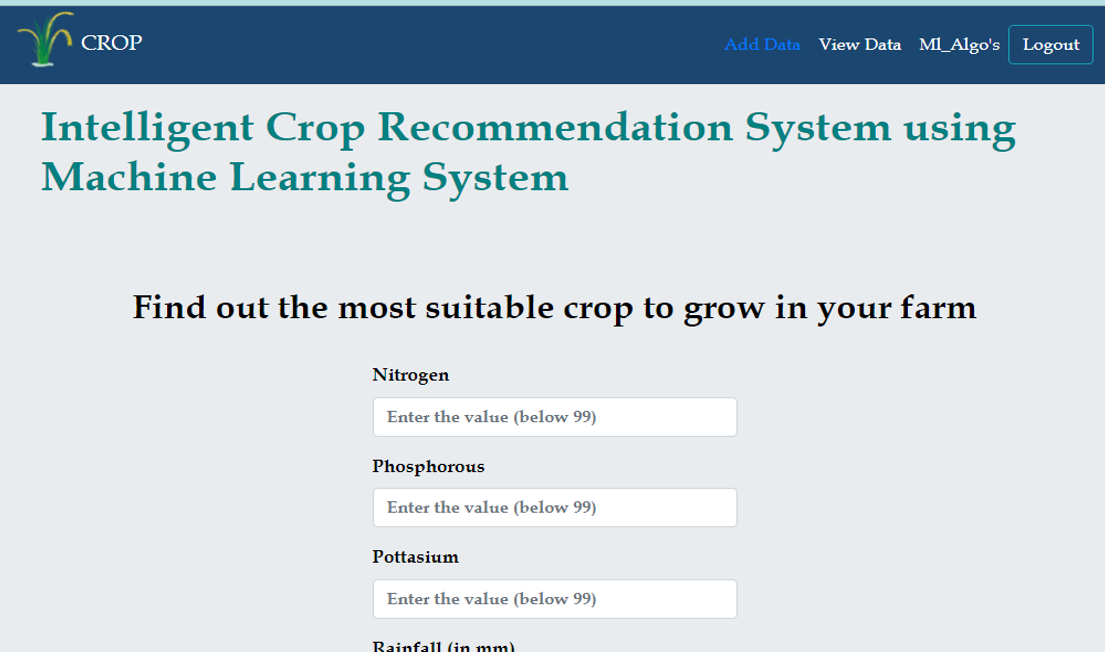 CROP
Add Data View Data Ml_Algo's Logout
Intelligent Crop Recommendation System using
Machine Learning System
Find out the most suitable crop to grow in your farm
Nitrogen
Enter the value (below 99)
Phosphorous
Enter the value (below 99)
Pottasium
Enter the value (below 99)
Rainfall (in mm)